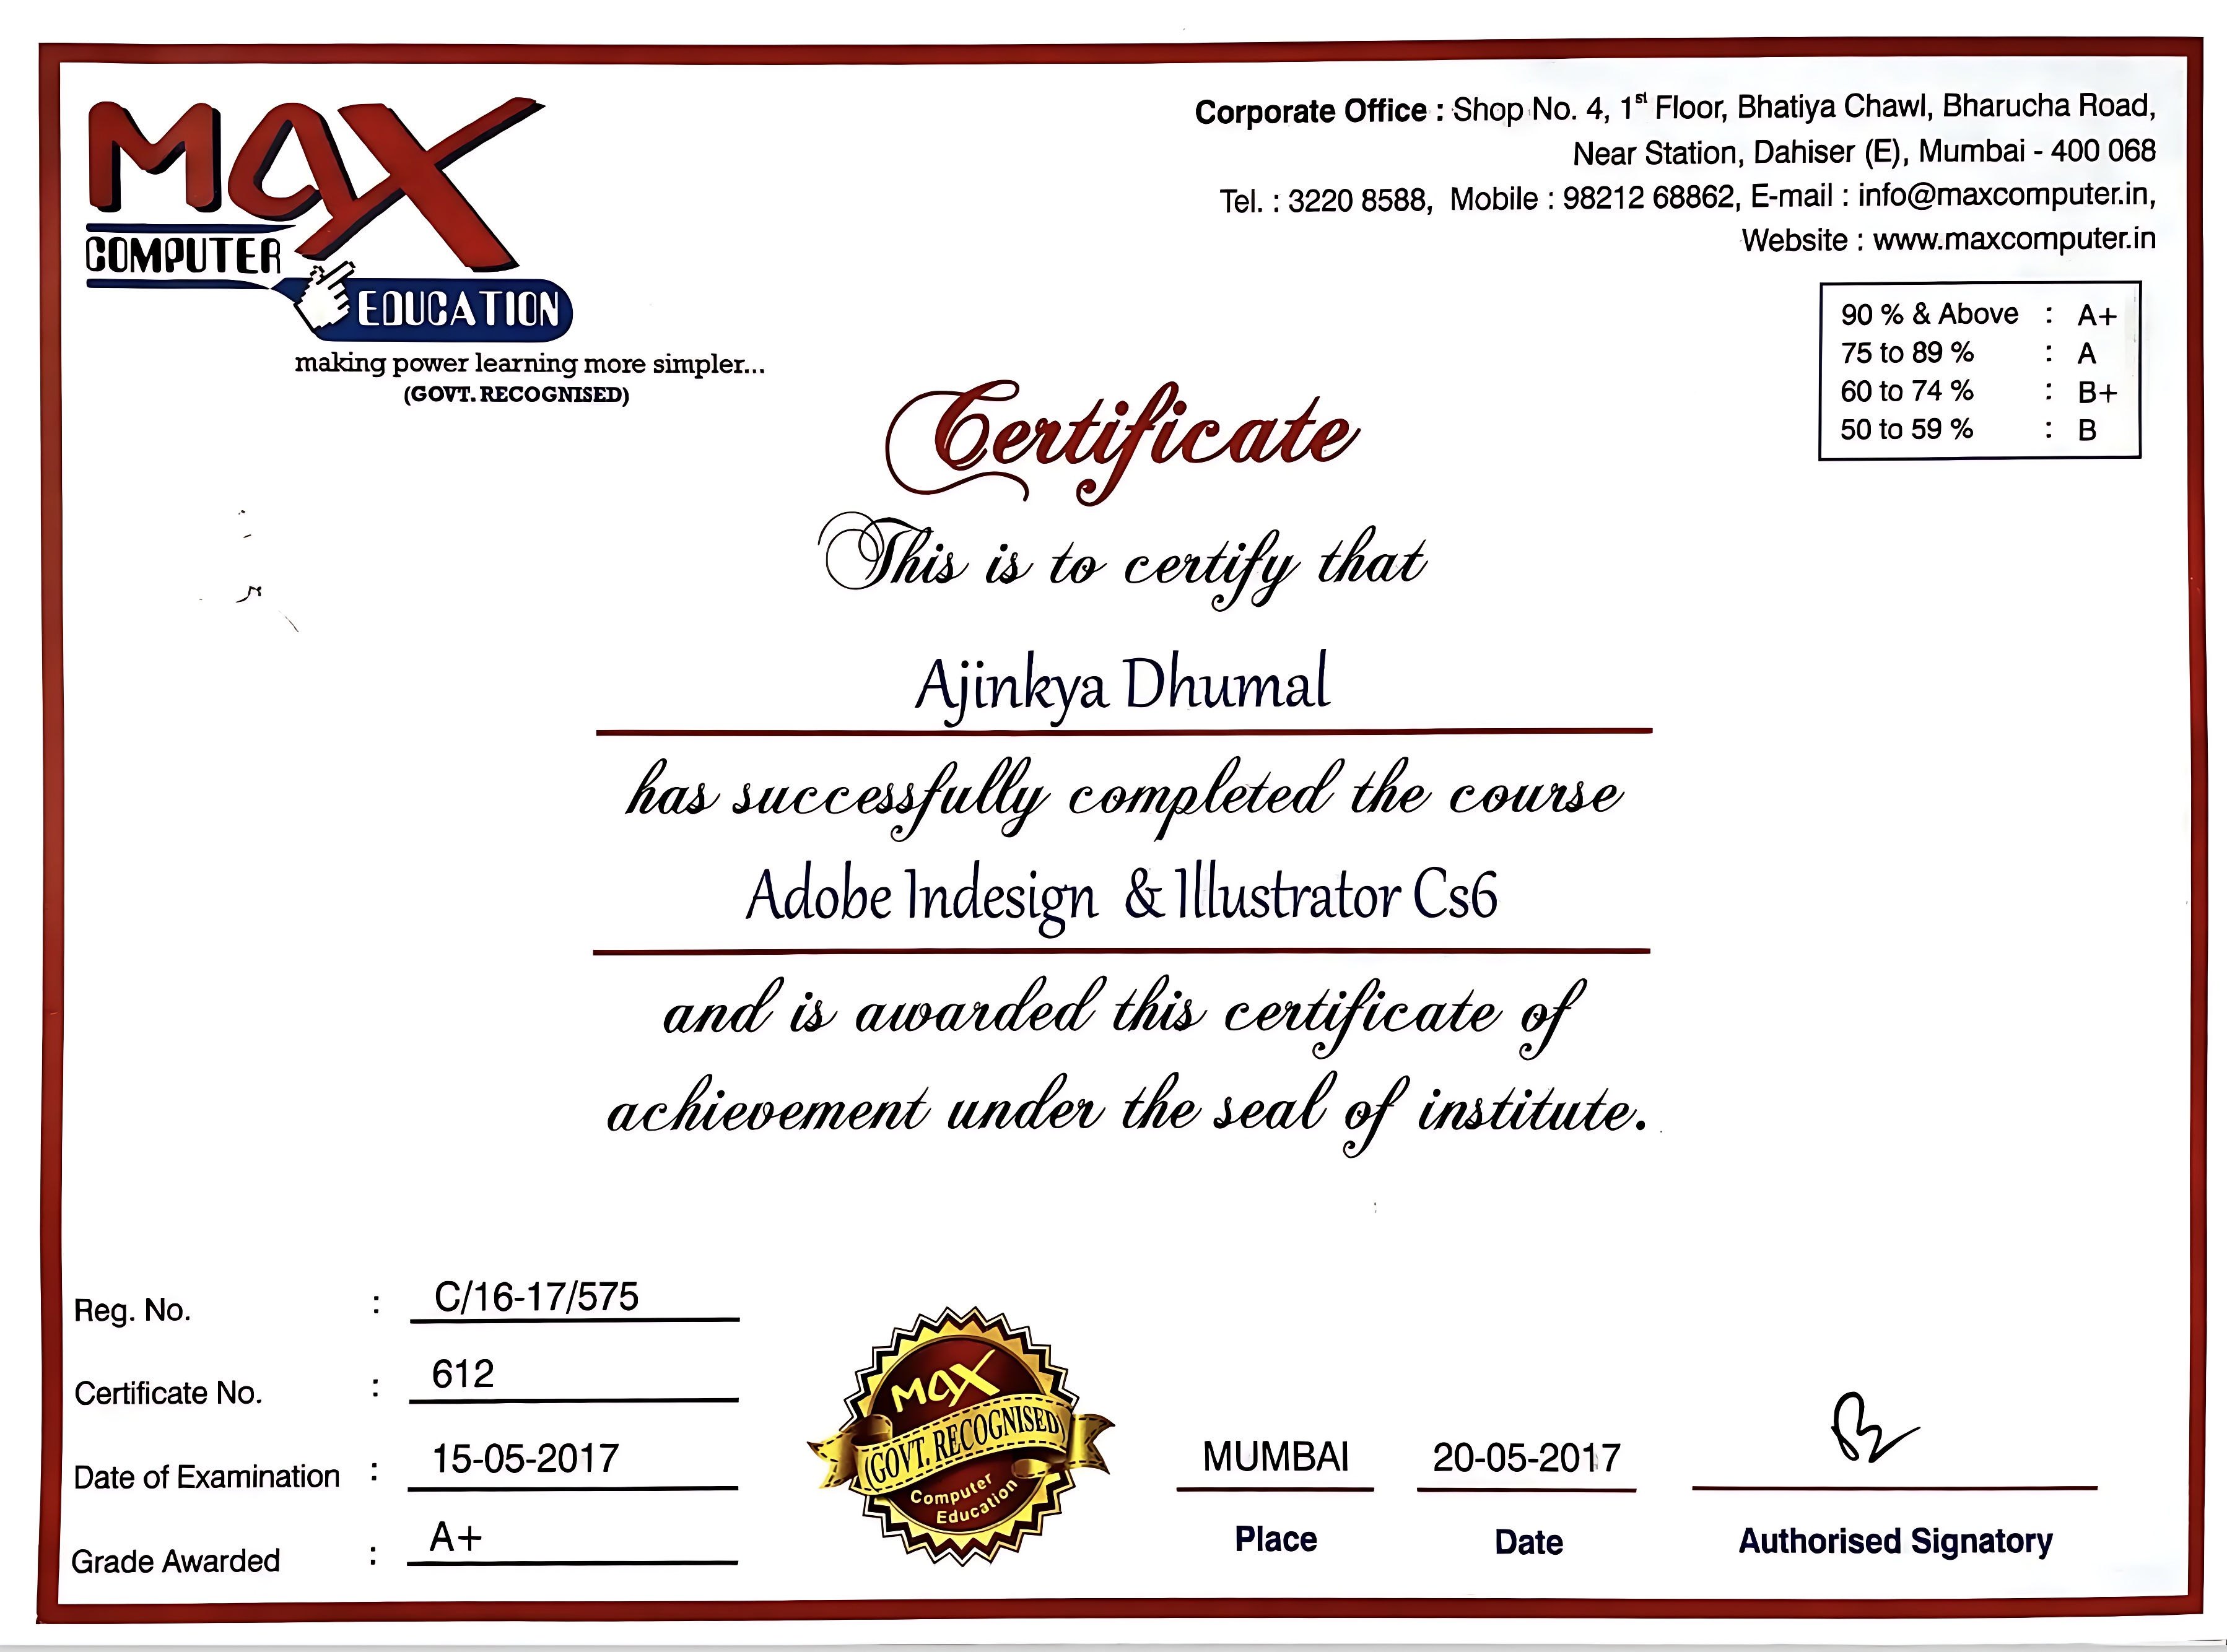 MAX
COMPUTER
EDUCATION
making power learning more simpler...
(GOVT. RECOGNISED)
Corporate Office : Shop No. 4, 1st Floor, Bhatiya Chawl, Bharucha Road,
Near Station, Dahiser (E), Mumbai - 400 068
Tel. : 3220 8588, Mobile : 98212 68862, E-mail : info@maxcomputer.in,
Website : www.maxcomputer.in
90 % & Above : A+
75 to 89 % : A
60 to 74 % : B+
50 to 59 % : B
Certificate
This is to certify that
Ajinkya Dhumal
has successfully completed the course
Adobe Indesign & Illustrator Cs6
and is awarded this certificate of
achievement under the seal of institute.
Reg. No. : C/16-17/575
Certificate No. : 612
Date of Examination : 15-05-2017
Grade Awarded : A+
MAX
(GOVT. RECOGNISED)
Computer
Education
MUMBAI
Place
20-05-2017
Date
Authorised Signatory